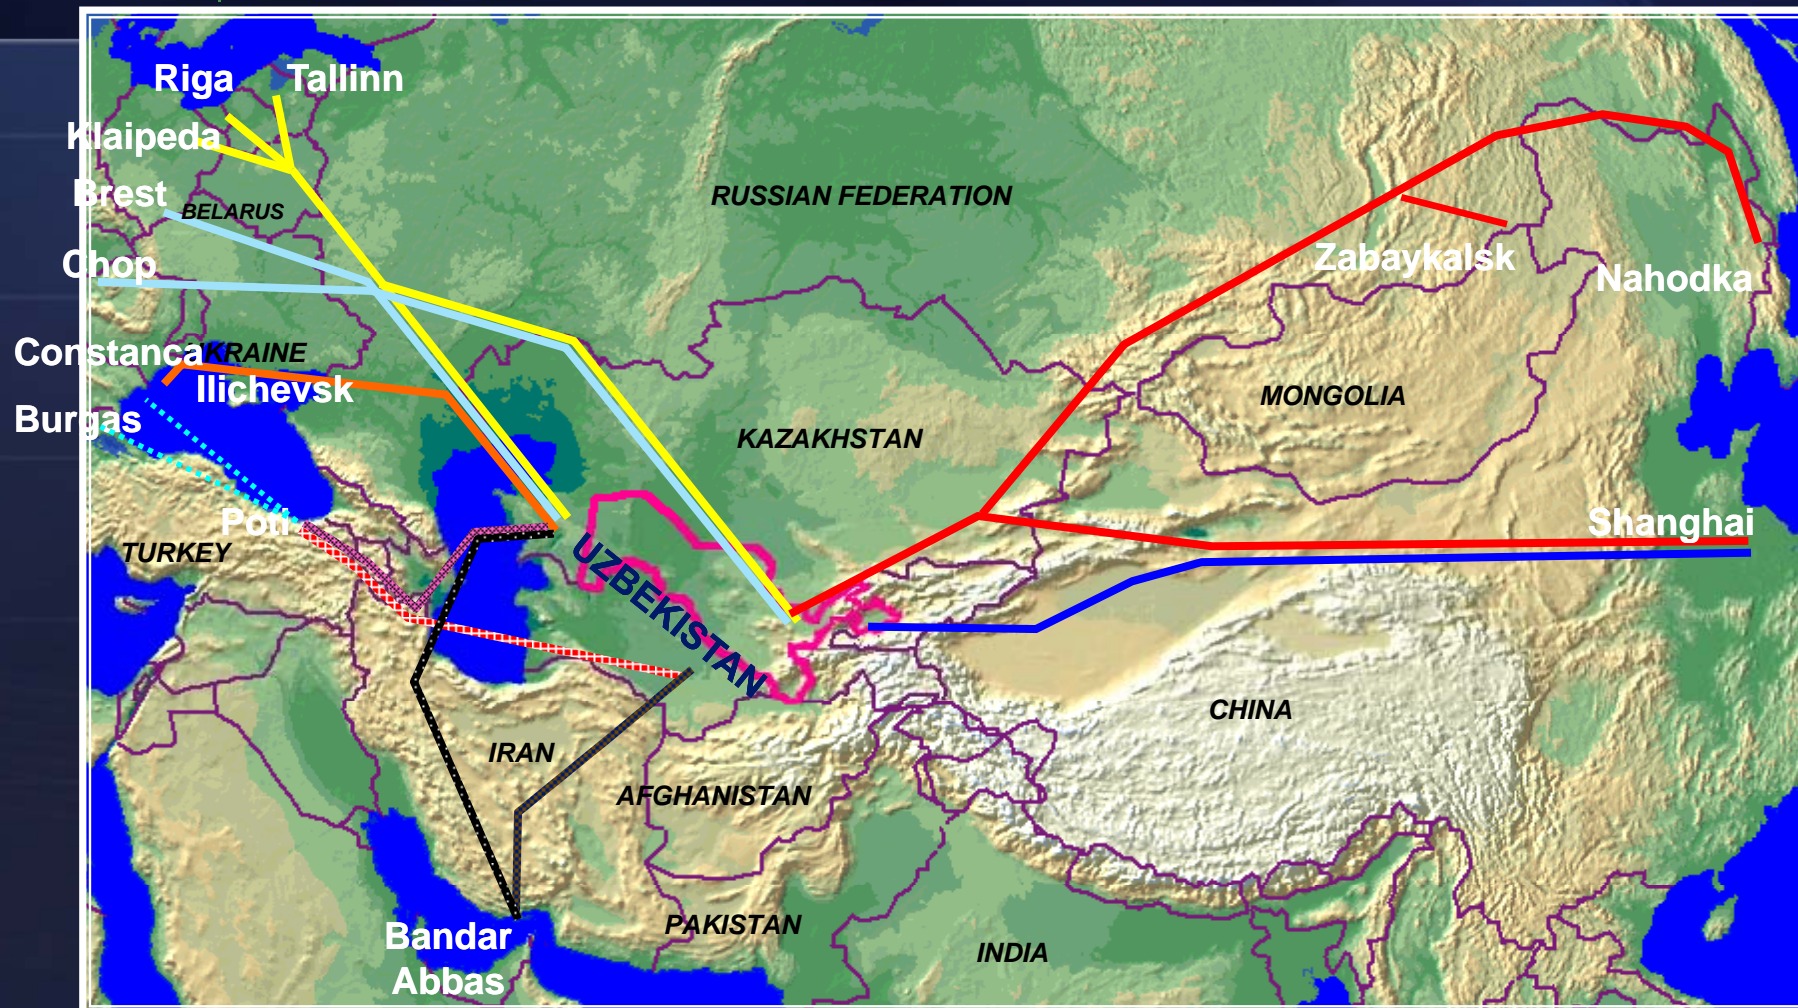 Riga
Tallinn
Klaipeda
Brest
BELARUS
RUSSIAN FEDERATION
Chop
Zabaykalsk
Nahodka
Constanca
UKRAINE
Ilichevsk
MONGOLIA
Burgas
KAZAKHSTAN
Poti
Shanghai
TURKEY
UZBEKISTAN
CHINA
IRAN
AFGHANISTAN
PAKISTAN
Bandar
Abbas
INDIA